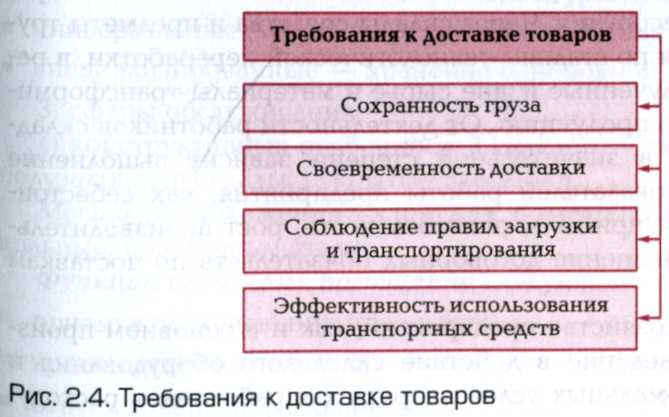 Требования к доставке товаров
Сохранность груза
Своевременность доставки
Соблюдение правил загрузки
и транспортирования
Эффективность использования
транспортных средств
Рис. 2.4. Требования к доставке товаров